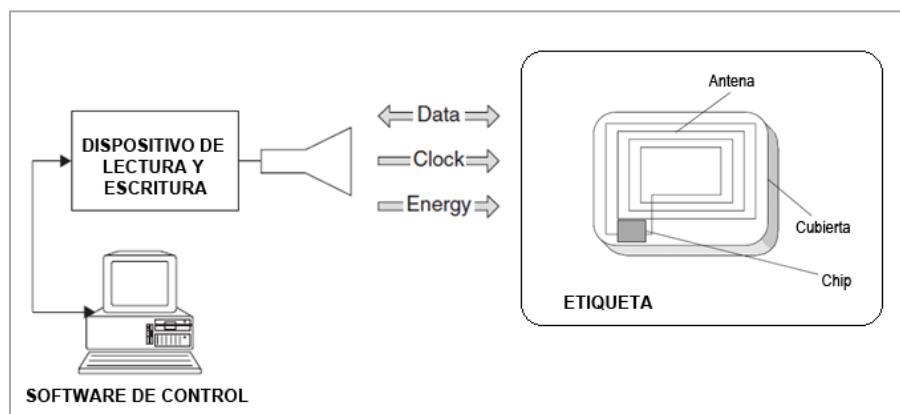 DISPOSITIVO DE
LECTURA Y
ESCRITURA
Data
Clock
Energy
Antena
Cubierta
Chip
ETIQUETA
SOFTWARE DE CONTROL